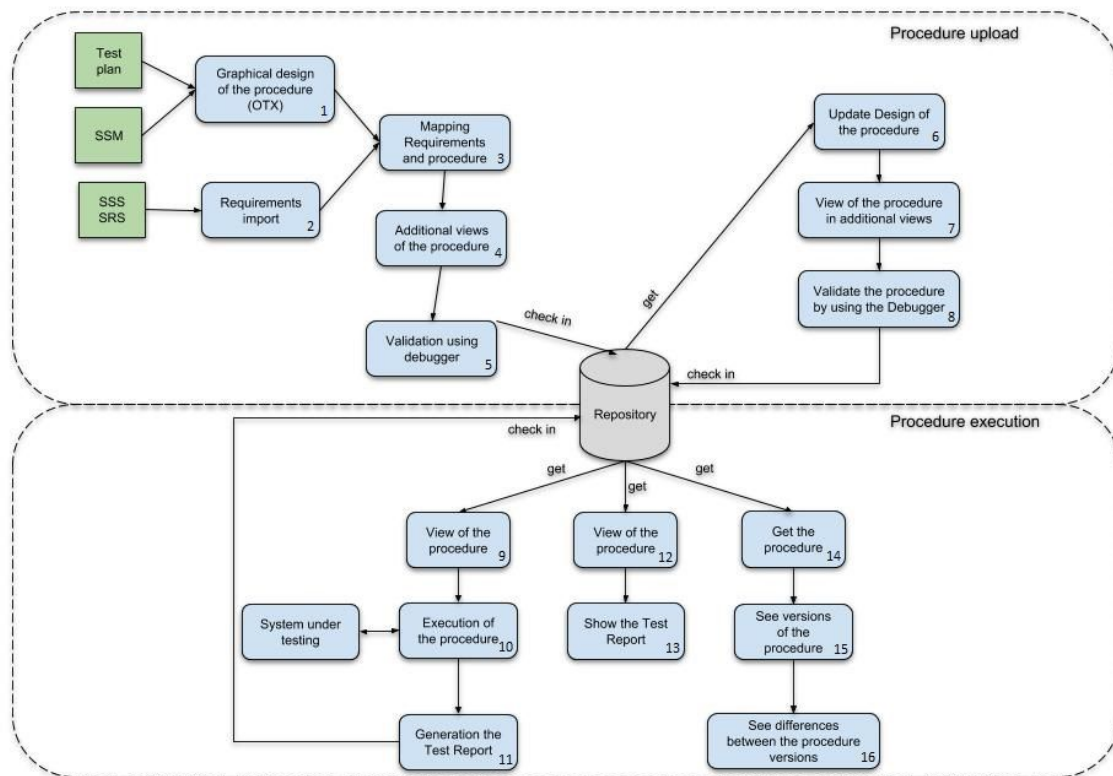 Procedure upload
Test
plan
SSM
SSS
SRS
Graphical design
of the procedure
(OTX)
1
Requirements
import
2
Mapping
Requirements
and procedure
3
Additional views
of the procedure
4
Validation using
debugger
5
check in
get
Update Design of
the procedure
6
View of the procedure
in additional views
7
Validate the procedure
by using the Debugger
8
check in
Repository
Procedure execution
check in
get
get
get
View of the
procedure
9
Execution of
the procedure
10
System under
testing
Generation the
Test Report
11
View of the
procedure
12
Show the Test
Report
13
Get the
procedure
14
See versions
of the
procedure
15
See differences
between the procedure
versions
16